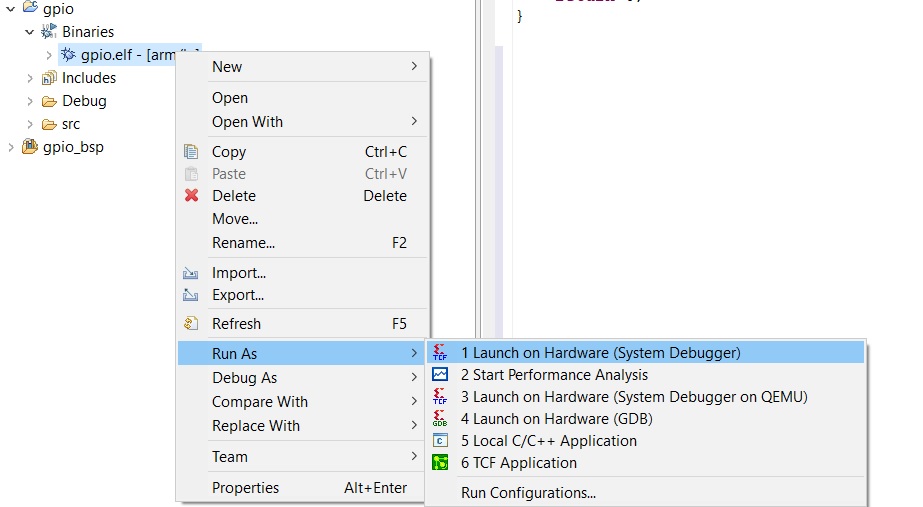 gpio
}
Binaries
gpio.elf - [arm
Includes
Debug
src
gpio_bsp
New
Open
Open With
Copy Ctrl+C
Paste Ctrl+V
Delete Delete
Move...
Rename... F2
Import...
Export...
Refresh F5
Run As
Debug As
Compare With
Replace With
Team
Properties Alt+Enter
TCF 1 Launch on Hardware (System Debugger)
2 Start Performance Analysis
TCF 3 Launch on Hardware (System Debugger on QEMU)
GDB 4 Launch on Hardware (GDB)
C 5 Local C/C++ Application
6 TCF Application
Run Configurations...